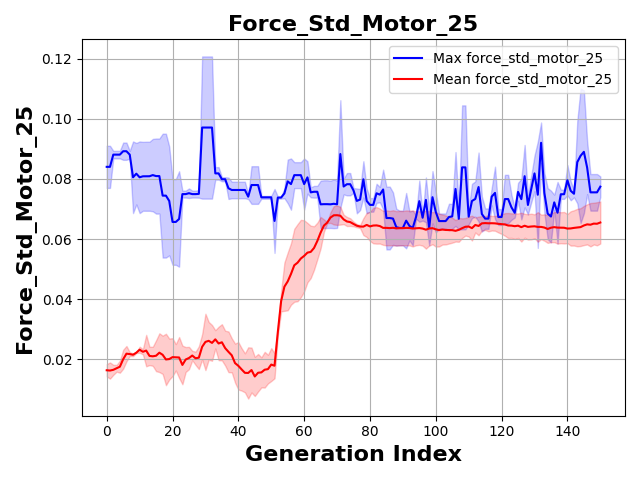 Force_Std_Motor_25
Max force_std_motor_25
Mean force_std_motor_25
Force_Std_Motor_25
0.12
0.10
0.08
0.06
0.04
0.02
0 20 40 60 80 100 120 140
Generation Index